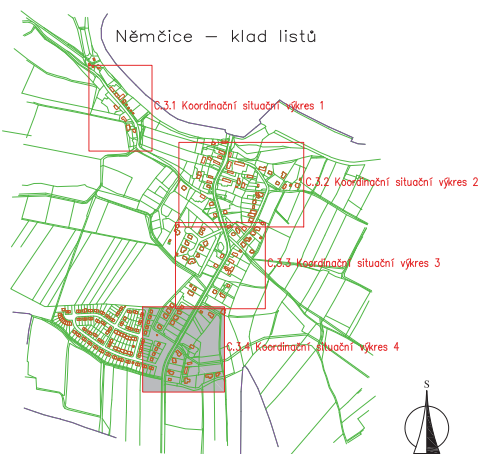 Němčice – klad listů
C.3.1 Koordinační situační výkres 1
C.3.2 Koordinační situační výkres 2
C.3.3 Koordinační situační výkres 3
C.3.4 Koordinační situační výkres 4
S